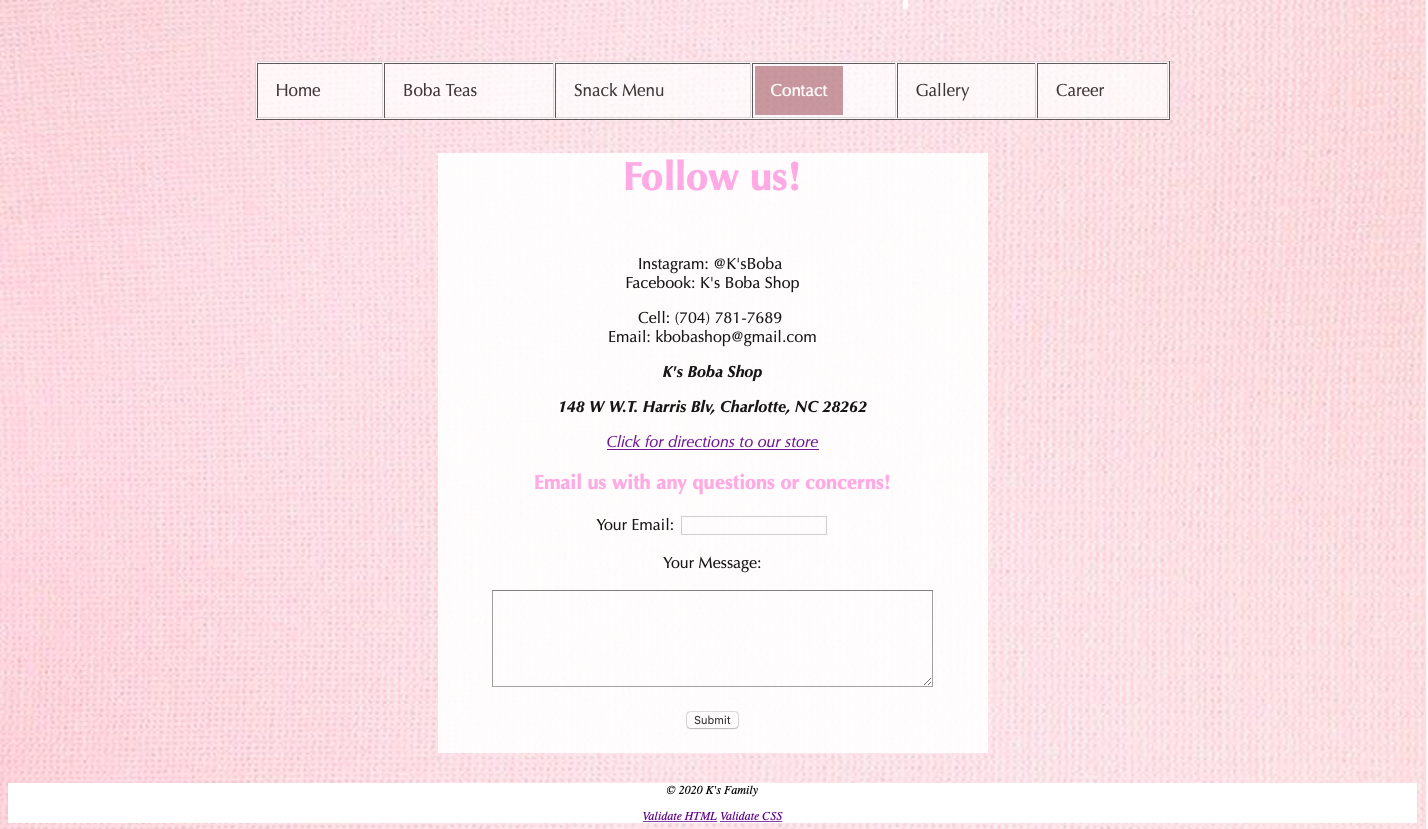 Home Boba Teas Snack Menu Contact Gallery Career
Follow us!
Instagram: @K'sBoba
Facebook: K's Boba Shop
Cell: (704) 781-7689
Email: kbobashop@gmail.com
K's Boba Shop
148 W W.T. Harris Blv, Charlotte, NC 28262
Click for directions to our store
Email us with any questions or concerns!
Your Email:
Your Message:
Submit
© 2020 K's Family
Validate HTML Validate CSS